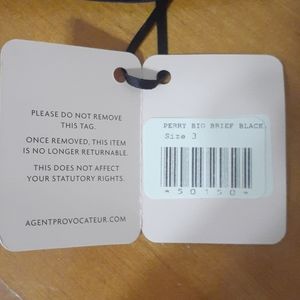 PLEASE DO NOT REMOVE
THIS TAG.
ONCE REMOVED, THIS ITEM
IS NO LONGER RETURNABLE.
THIS DOES NOT AFFECT
YOUR STATUTORY RIGHTS.
AGENTPROVOCATEUR.COM
PERRY BIG BRIEF BLACK
Size 3
*50150*